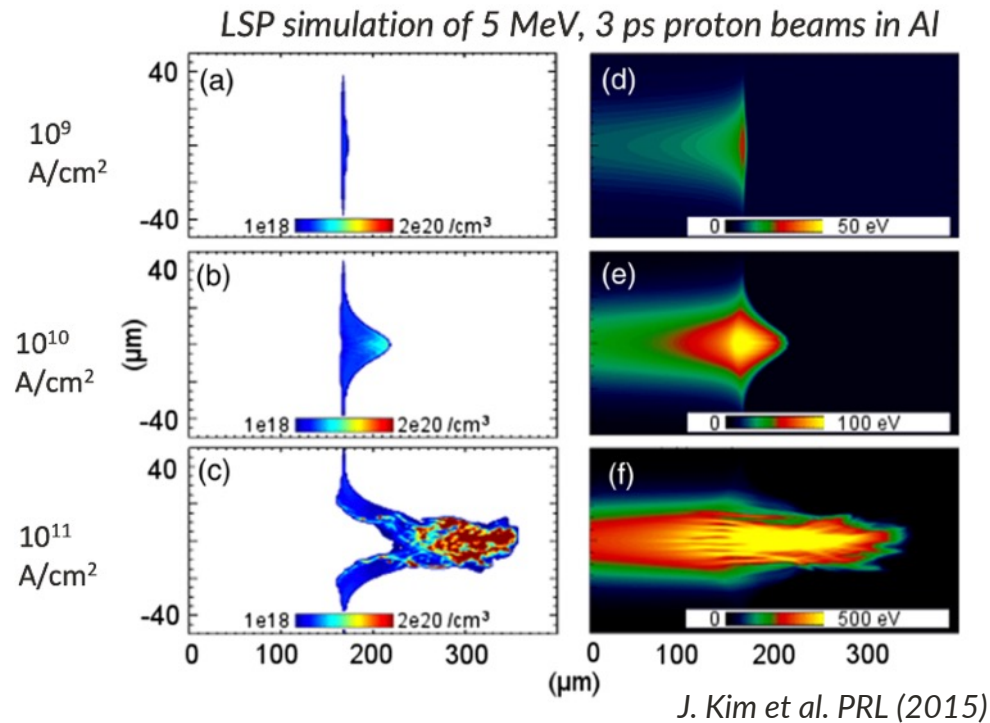 LSP simulation of 5 MeV, 3 ps proton beams in Al
10⁹
A/cm²
40
-40
(a)
1e18 2e20 /cm³
(d)
0 50 eV
10¹⁰
A/cm²
(μm)
40
-40
(b)
1e18 2e20 /cm³
(e)
0 100 eV
10¹¹
A/cm²
40
-40
(c)
1e18 2e20 /cm³
(f)
0 500 eV
0 100 200 300
0 100 200 300
(μm)
J. Kim et al. PRL (2015)